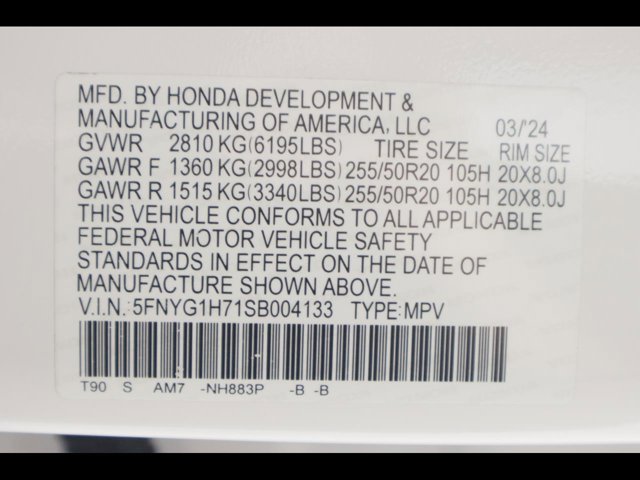 MFD. BY HONDA DEVELOPMENT &
MANUFACTURING OF AMERICA, LLC 03/'24
GVWR 2810 KG(6195LBS) TIRE SIZE RIM SIZE
GAWR F 1360 KG(2998LBS) 255/50R20 105H 20X8.0J
GAWR R 1515 KG(3340LBS) 255/50R20 105H 20X8.0J
THIS VEHICLE CONFORMS TO ALL APPLICABLE
FEDERAL MOTOR VEHICLE SAFETY
STANDARDS IN EFFECT ON THE DATE OF
MANUFACTURE SHOWN ABOVE.
V.I.N.: 5FNYG1H71SB004133 TYPE: MPV
T90 S AM7 -NH883P -B -B